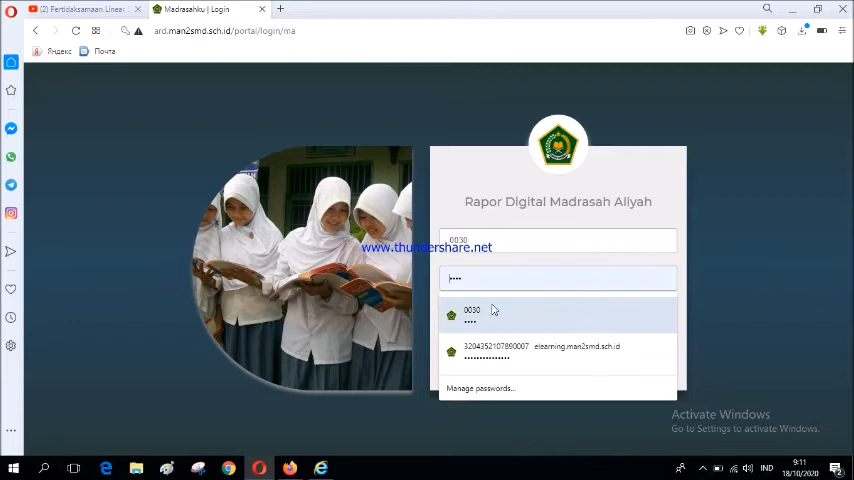 (2) Pertidaksamaan Linear
Madrasahku | Login
ard.man2smd.sch.id/portal/login/ma
Яндекс
Почта
Rapor Digital Madrasah Aliyah
0030
www.thundershare.net
••••
0030
••••
3204352107890007 elearning.man2smd.sch.id
•••••••••••••••
Manage passwords...
Activate Windows
Go to Settings to activate Windows.
IND
9:11
18/10/2020
2